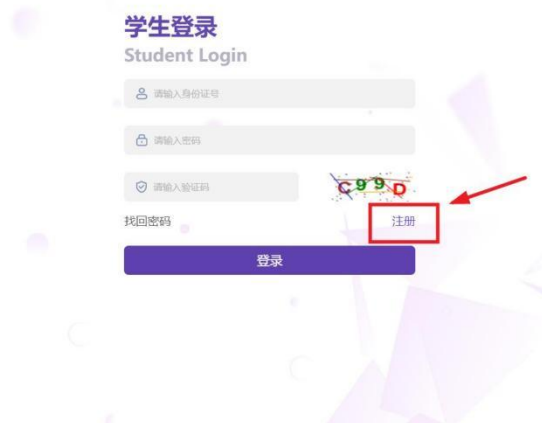 学生登录
Student Login
请输入身份证号
请输入密码
请输入验证码
C99D
找回密码
注册
登录